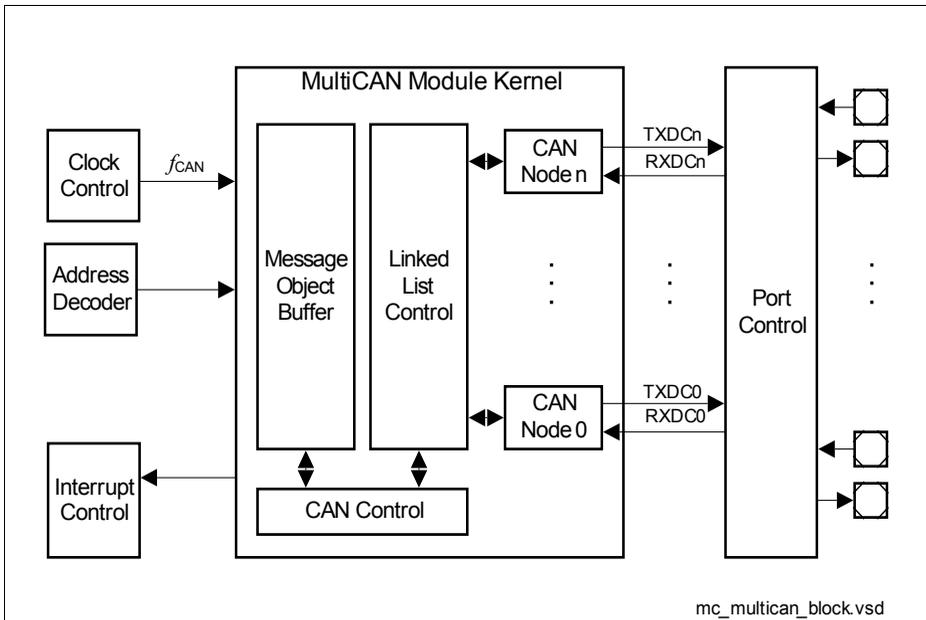 MultiCAN Module Kernel
Clock
Control
fCAN
Address
Decoder
Interrupt
Control
Message
Object
Buffer
Linked
List
Control
CAN
Node n
CAN
Node 0
CAN Control
TXDCn
RXDCn
TXDC0
RXDC0
Port
Control
mc_multican_block.vsd